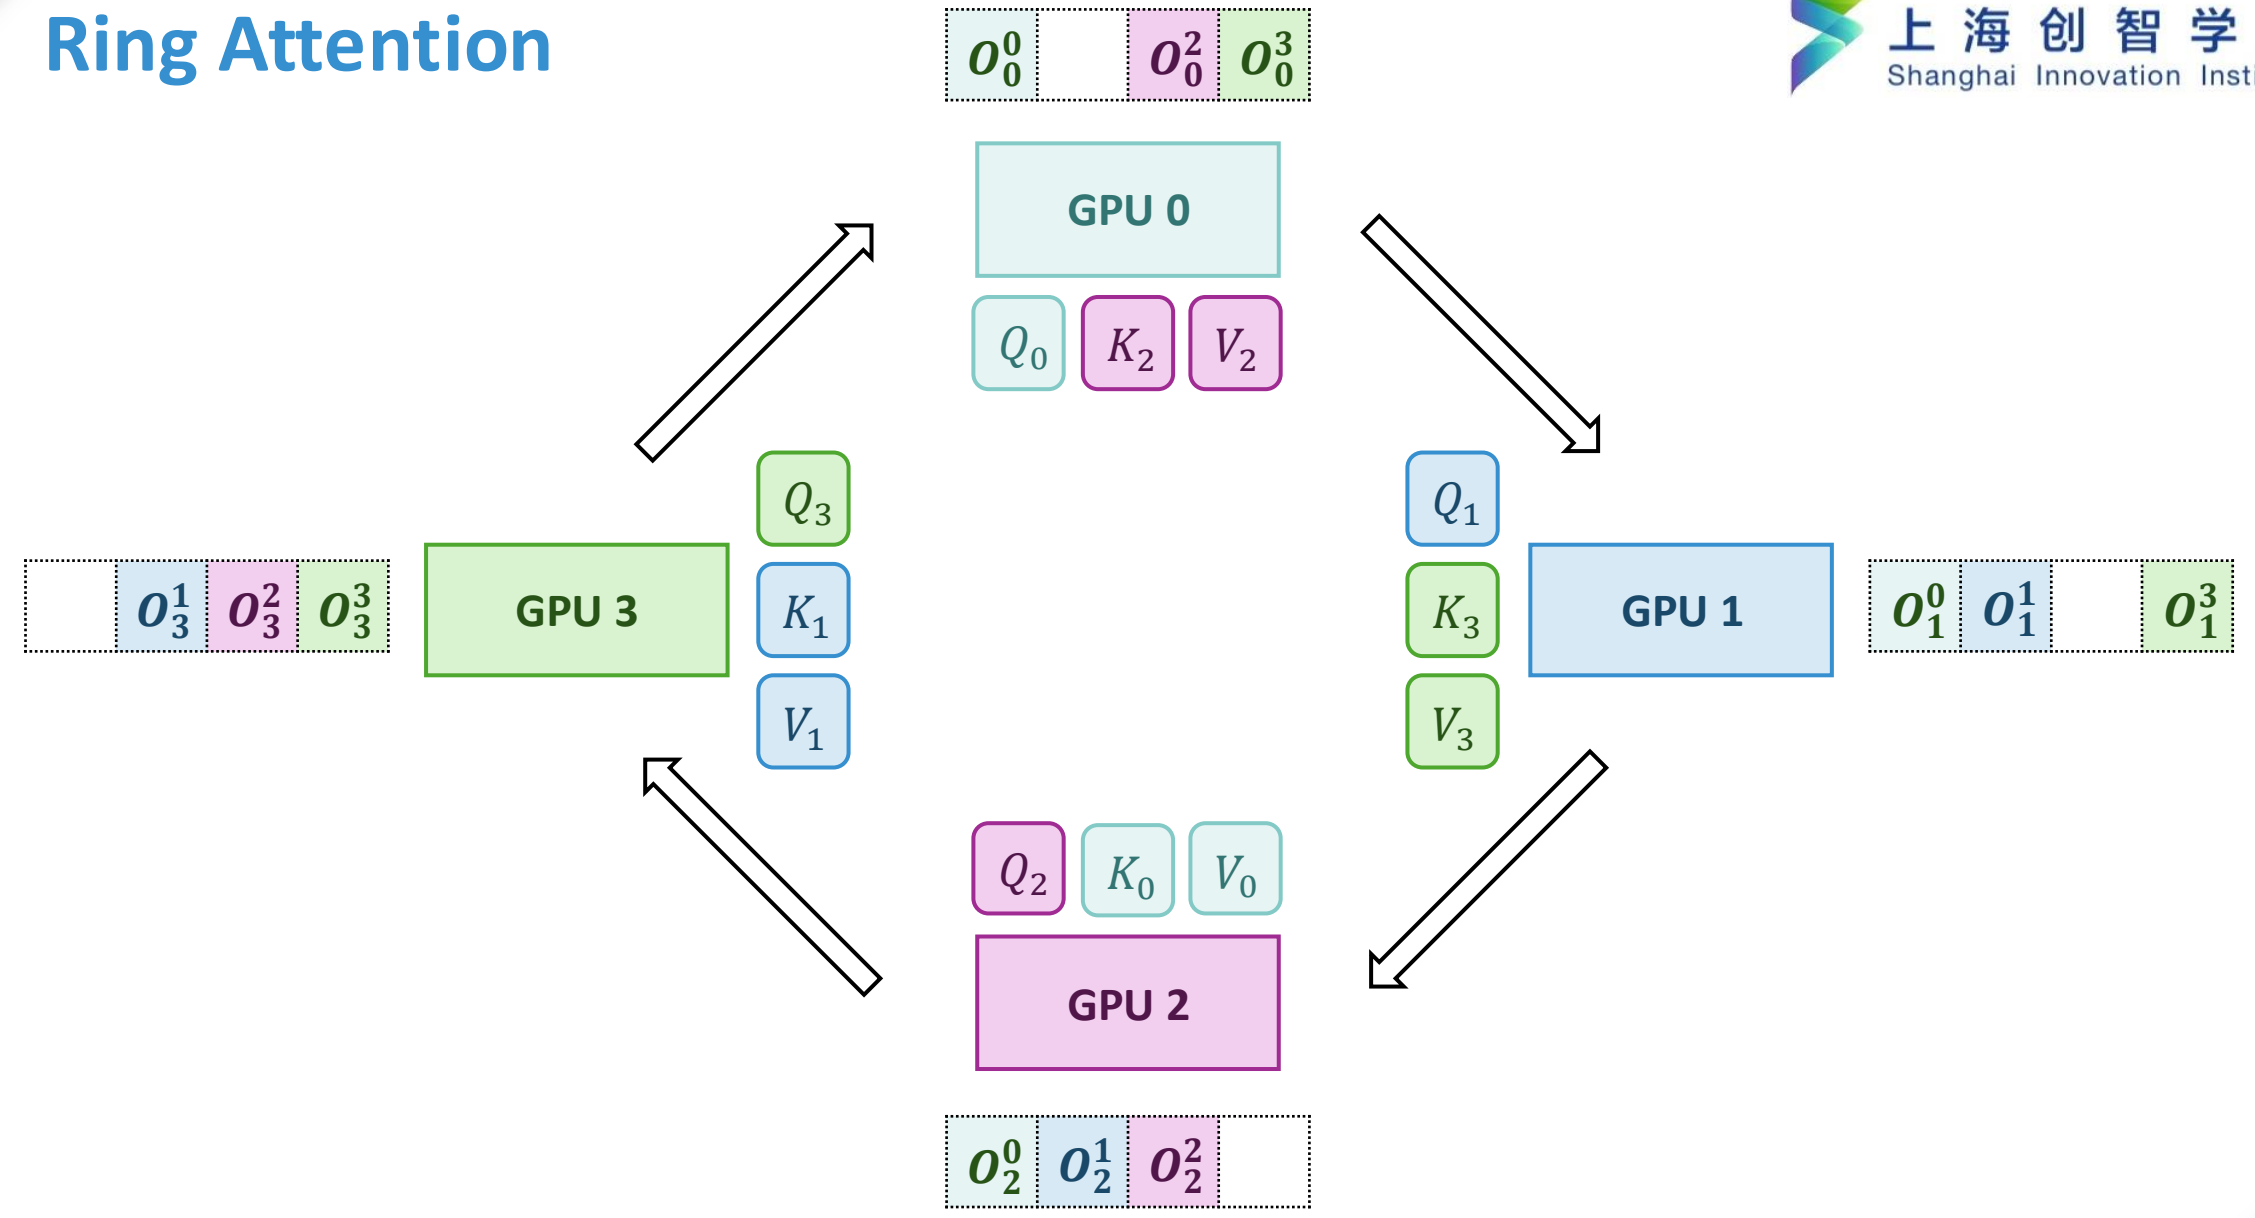 Ring Attention
上海创智学
Shanghai Innovation Insti
O_0^0 O_0^2 O_0^3
GPU 0
Q_0 K_2 V_2
Q_3
K_1
V_1
Q_1
K_3
V_3
O_3^1 O_3^2 O_3^3
GPU 3
GPU 1
O_1^0 O_1^1 O_1^3
Q_2 K_0 V_0
GPU 2
O_2^0 O_2^1 O_2^2